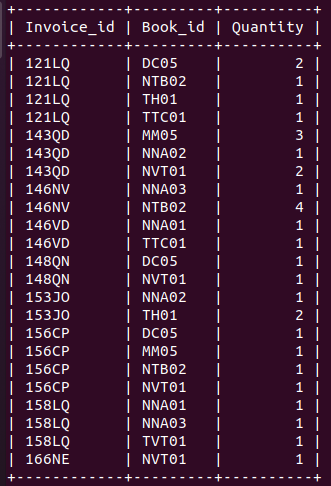 +------------+---------+----------+
| Invoice_id | Book_id | Quantity |
+------------+---------+----------+
| 121LQ | DC05 | 2 |
| 121LQ | NTB02 | 1 |
| 121LQ | TH01 | 1 |
| 121LQ | TTC01 | 1 |
| 143QD | MM05 | 3 |
| 143QD | NNA02 | 1 |
| 143QD | NVT01 | 2 |
| 146NV | NNA03 | 1 |
| 146NV | NTB02 | 4 |
| 146VD | NNA01 | 1 |
| 146VD | TTC01 | 1 |
| 148QN | DC05 | 1 |
| 148QN | NVT01 | 1 |
| 153JO | NNA02 | 1 |
| 153JO | TH01 | 2 |
| 156CP | DC05 | 1 |
| 156CP | MM05 | 1 |
| 156CP | NTB02 | 1 |
| 156CP | NVT01 | 1 |
| 158LQ | NNA01 | 1 |
| 158LQ | NNA03 | 1 |
| 158LQ | TVT01 | 1 |
| 166NE | NVT01 | 1 |
+------------+---------+----------+